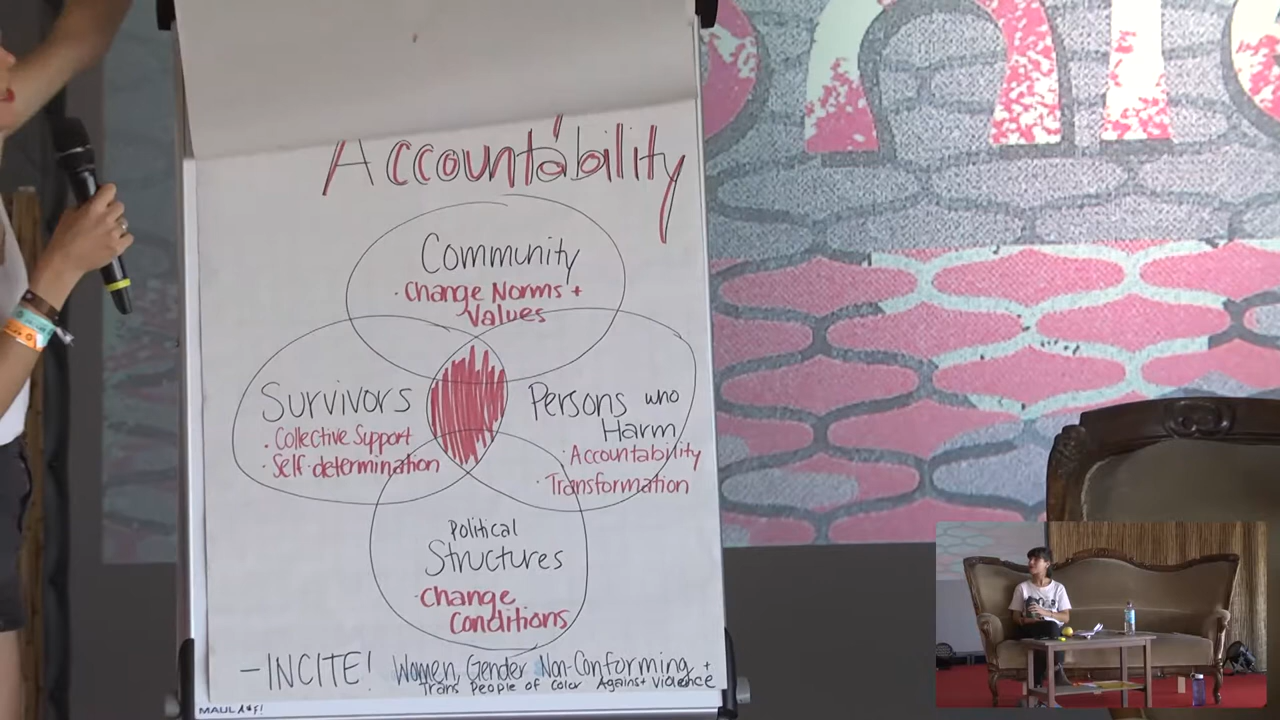 Accountability
Community
· Change Norms +
Values
Survivors
· Collective Support
· Self-determination
Persons who
Harm
· Accountability
· Transformation
Political
Structures
· Change
Conditions
- INCITE! Women, Gender Non-Conforming +
Trans People of Color Against Violence
MAUL